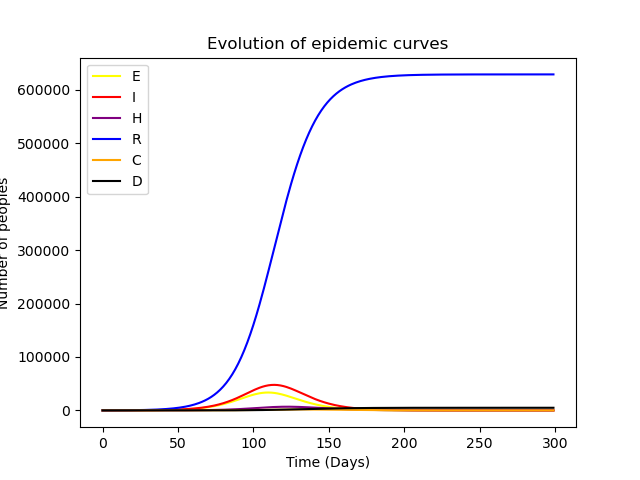 Evolution of epidemic curves
E
I
H
R
C
D
600000
500000
400000
300000
200000
100000
0
Number of peoples
0 50 100 150 200 250 300
Time (Days)